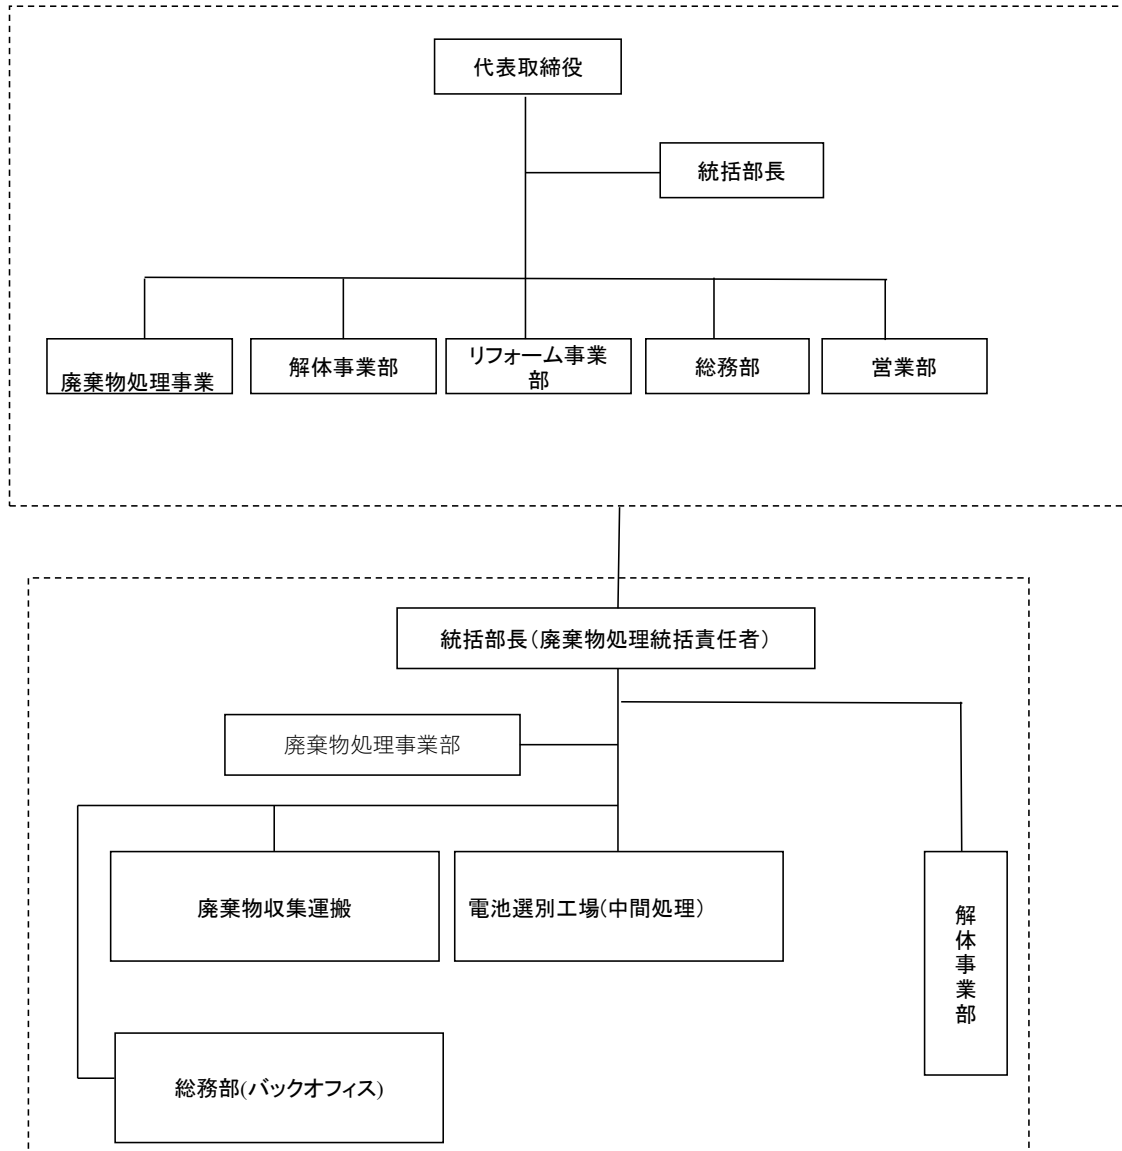 代表取締役
統括部長
廃棄物処理事業
解体事業部
リフォーム事業
部
総務部
営業部
統括部長（廃棄物処理統括責任者）
廃棄物処理事業部
廃棄物収集運搬
電池選別工場(中間処理）
解体事業部
総務部(バックオフィス)